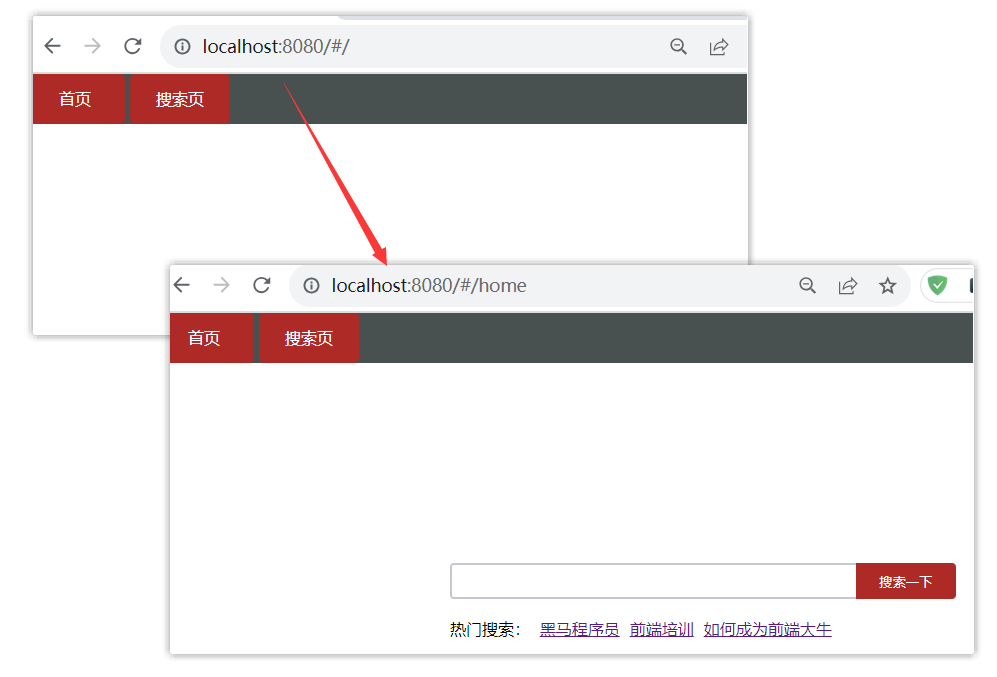 localhost:8080/#/
首页 搜索页
localhost:8080/#/home
首页 搜索页
搜索一下
热门搜索： 黑马程序员 前端培训 如何成为前端大牛